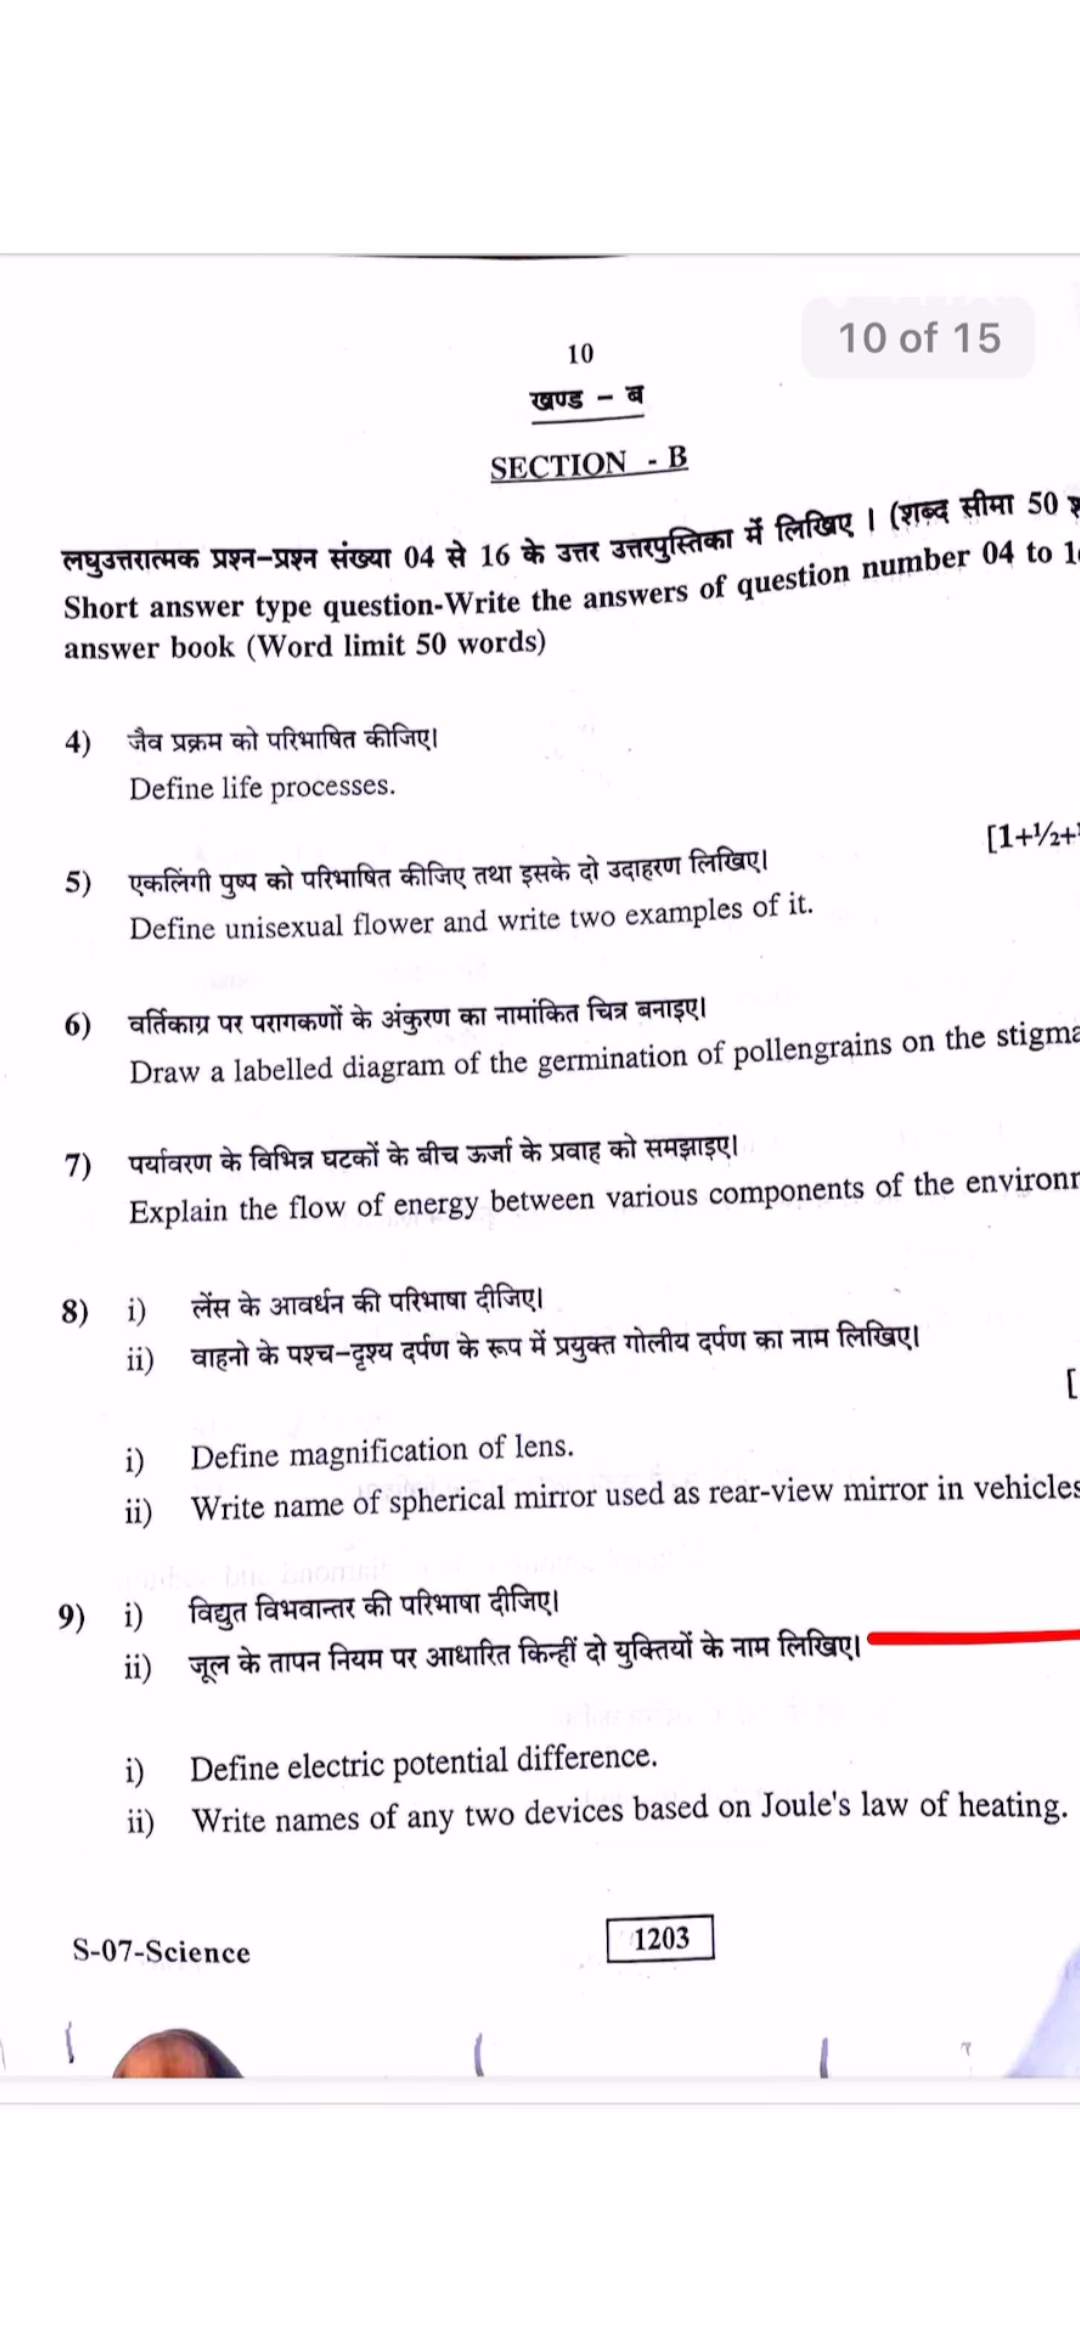 10 of 15
10
खण्ड - ब
SECTION - B
लघुउत्तरात्मक प्रश्न-प्रश्न संख्या 04 से 16 के उत्तर उत्तरपुस्तिका में लिखिए । (शब्द सीमा 50
Short answer type question-Write the answers of question number 04 to
answer book (Word limit 50 words)
4) जैव प्रक्रम को परिभाषित कीजिए।
Define life processes.
[1+½+
5) एकलिंगी पुष्प को परिभाषित कीजिए तथा इसके दो उदाहरण लिखिए।
Define unisexual flower and write two examples of it.
6) वर्तिकाग्र पर परागकणों के अंकुरण का नामांकित चित्र बनाइए।
Draw a labelled diagram of the germination of pollengrains on the stigma
7) पर्यावरण के विभिन्न घटकों के बीच ऊर्जा के प्रवाह को समझाइए।
Explain the flow of energy between various components of the
8) i) लेंस के आवर्धन की परिभाषा दीजिए।
ii) वाहनो के पश्च-दृश्य दर्पण के रूप में प्रयुक्त गोलीय दर्पण का नाम लिखिए।
[
i) Define magnification of lens.
ii) Write name of spherical mirror used as rear-view mirror in vehicles
9) i) विद्युत विभवान्तर की परिभाषा दीजिए।
ii) जूल के तापन नियम पर आधारित किन्हीं दो युक्तियों के नाम लिखिए।
i) Define electric potential difference.
ii) Write names of any two devices based on Joule's law of heating.
S-07-Science
1203